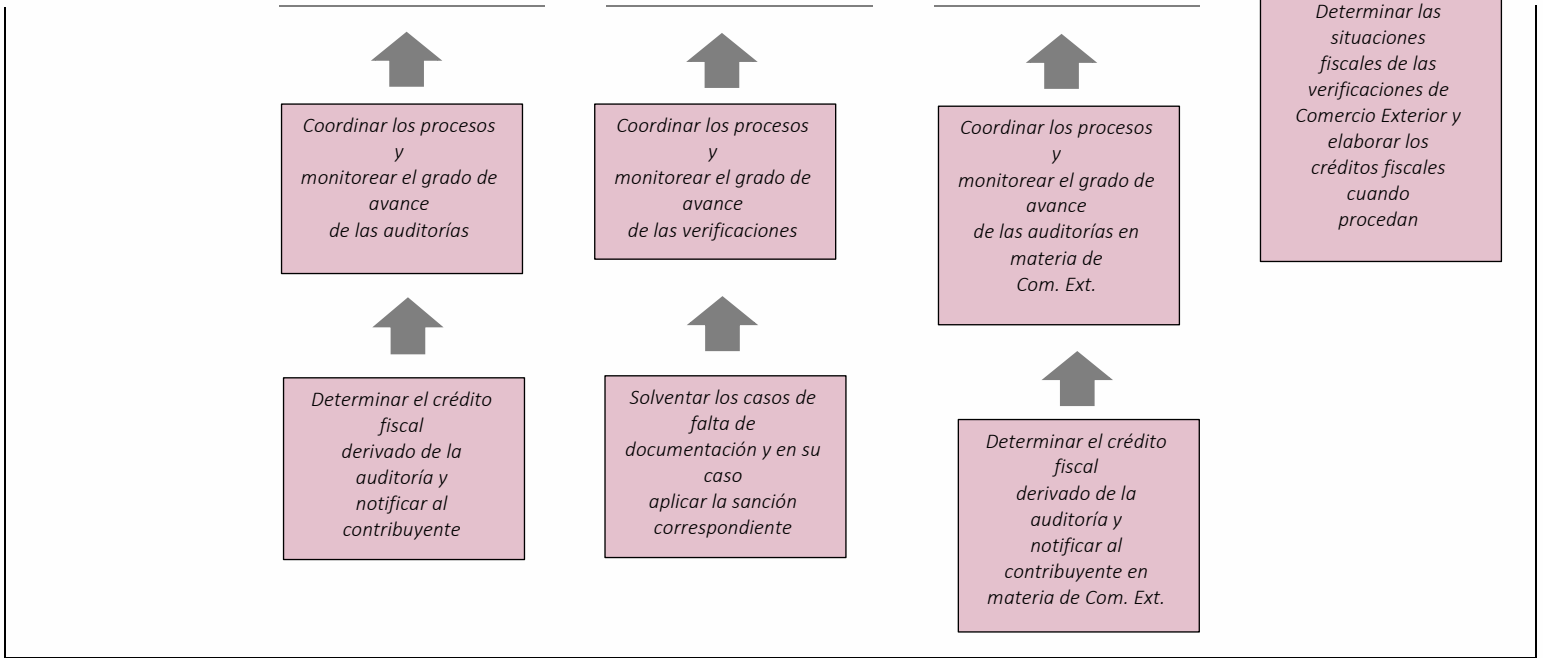 Determinar las
situaciones
fiscales de las
verificaciones de
Comercio Exterior y
elaborar los
créditos fiscales
cuando
procedan
Coordinar los procesos
y
monitorear el grado de
avance
de las auditorías
Coordinar los procesos
y
monitorear el grado de
avance
de las verificaciones
Coordinar los procesos
y
monitorear el grado de
avance
de las auditorías en
materia de
Com. Ext.
Determinar el crédito
fiscal
derivado de la
auditoría y
notificar al
contribuyente
Solventar los casos de
falta de
documentación y en su
caso
aplicar la sanción
correspondiente
Determinar el crédito
fiscal
derivado de la
auditoría y
notificar al
contribuyente en
materia de Com. Ext.